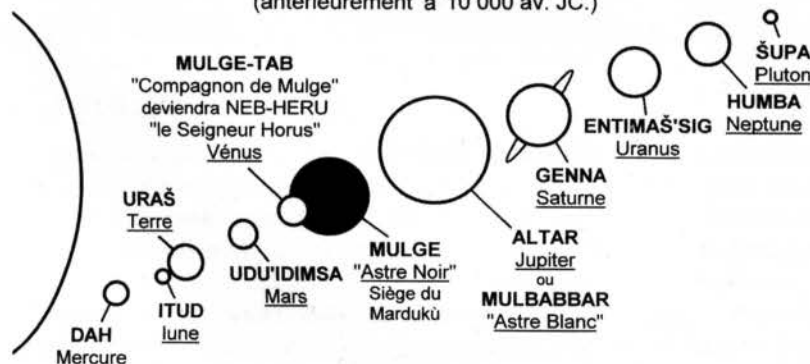 (antérieurement à 10 000 av. JC.)
MULGE-TAB
"Compagnon de Mulge"
deviendra NEB-HERU
"le Seigneur Horus"
Vénus
ŠUPA
Pluton
HUMBA
Neptune
ENTIMAŠ'SIG
Uranus
GENNA
Saturne
URAŠ
Terre
ALTAR
Jupiter
ou
MULBABBAR
"Astre Blanc"
MULGE
"Astre Noir"
Siège du
Mardukù
UDU'IDIMSA
Mars
ITUD
lune
DAH
Mercure